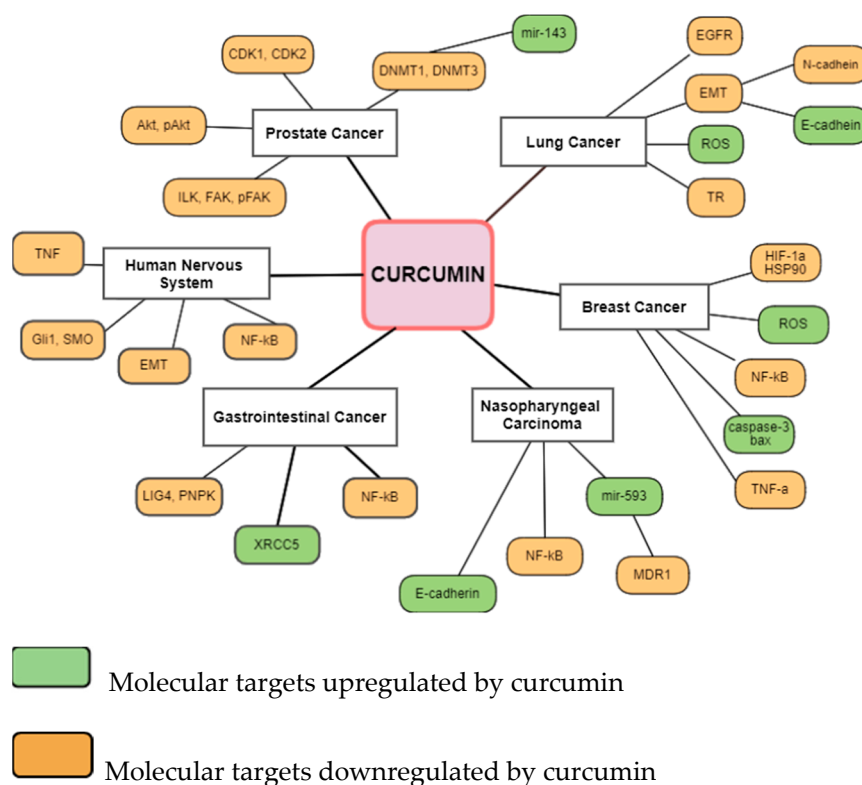 mir-143
CDK1, CDK2
DNMT1, DNMT3
Akt, pAkt
Prostate Cancer
ILK, FAK, pFAK
EGFR
N-cadhein
EMT
E-cadhein
Lung Cancer
ROS
TR
CURCUMIN
TNF
Human Nervous
System
Gli1, SMO
EMT
NF-kB
HIF-1a
HSP90
Breast Cancer
ROS
NF-kB
caspase-3
bax
TNF-a
Gastrointestinal Cancer
LIG4, PNPK
NF-kB
XRCC5
Nasopharyngeal
Carcinoma
mir-593
NF-kB
MDR1
E-cadherin
Molecular targets upregulated by curcumin
Molecular targets downregulated by curcumin